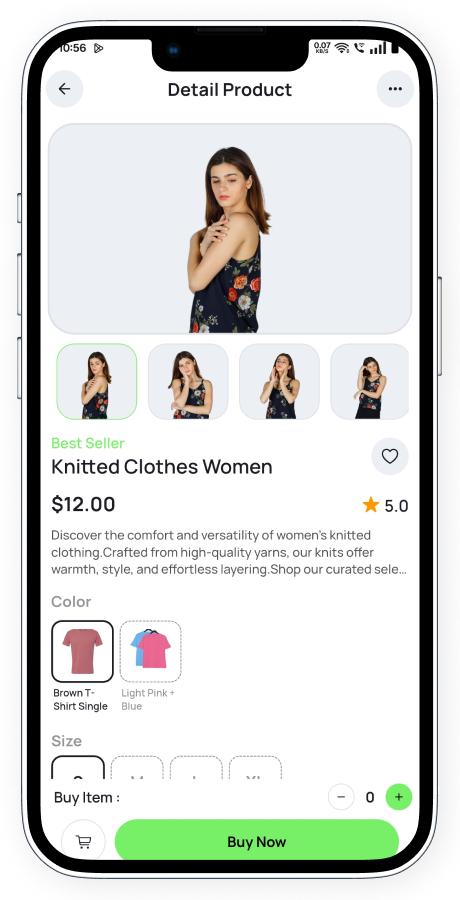 10:56
0.07
KB/S
Detail Product
Best Seller
Knitted Clothes Women
$12.00
5.0
Discover the comfort and versatility of women's knitted
clothing.Crafted from high-quality yarns, our knits offer
warmth, style, and effortless layering.Shop our curated sele...
Color
Brown T-
Shirt Single
Light Pink +
Blue
Size
Buy Item :
0
Buy Now